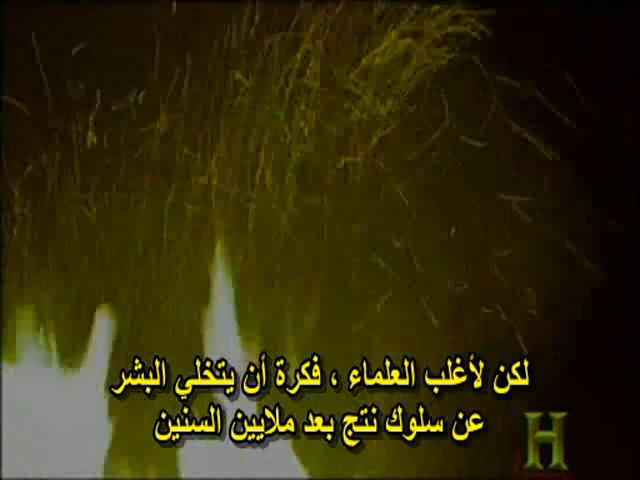 لكن لأغلب العلماء ، فكرة أن يتخلي البشر
عن سلوك نتج بعد ملايين السنين
H